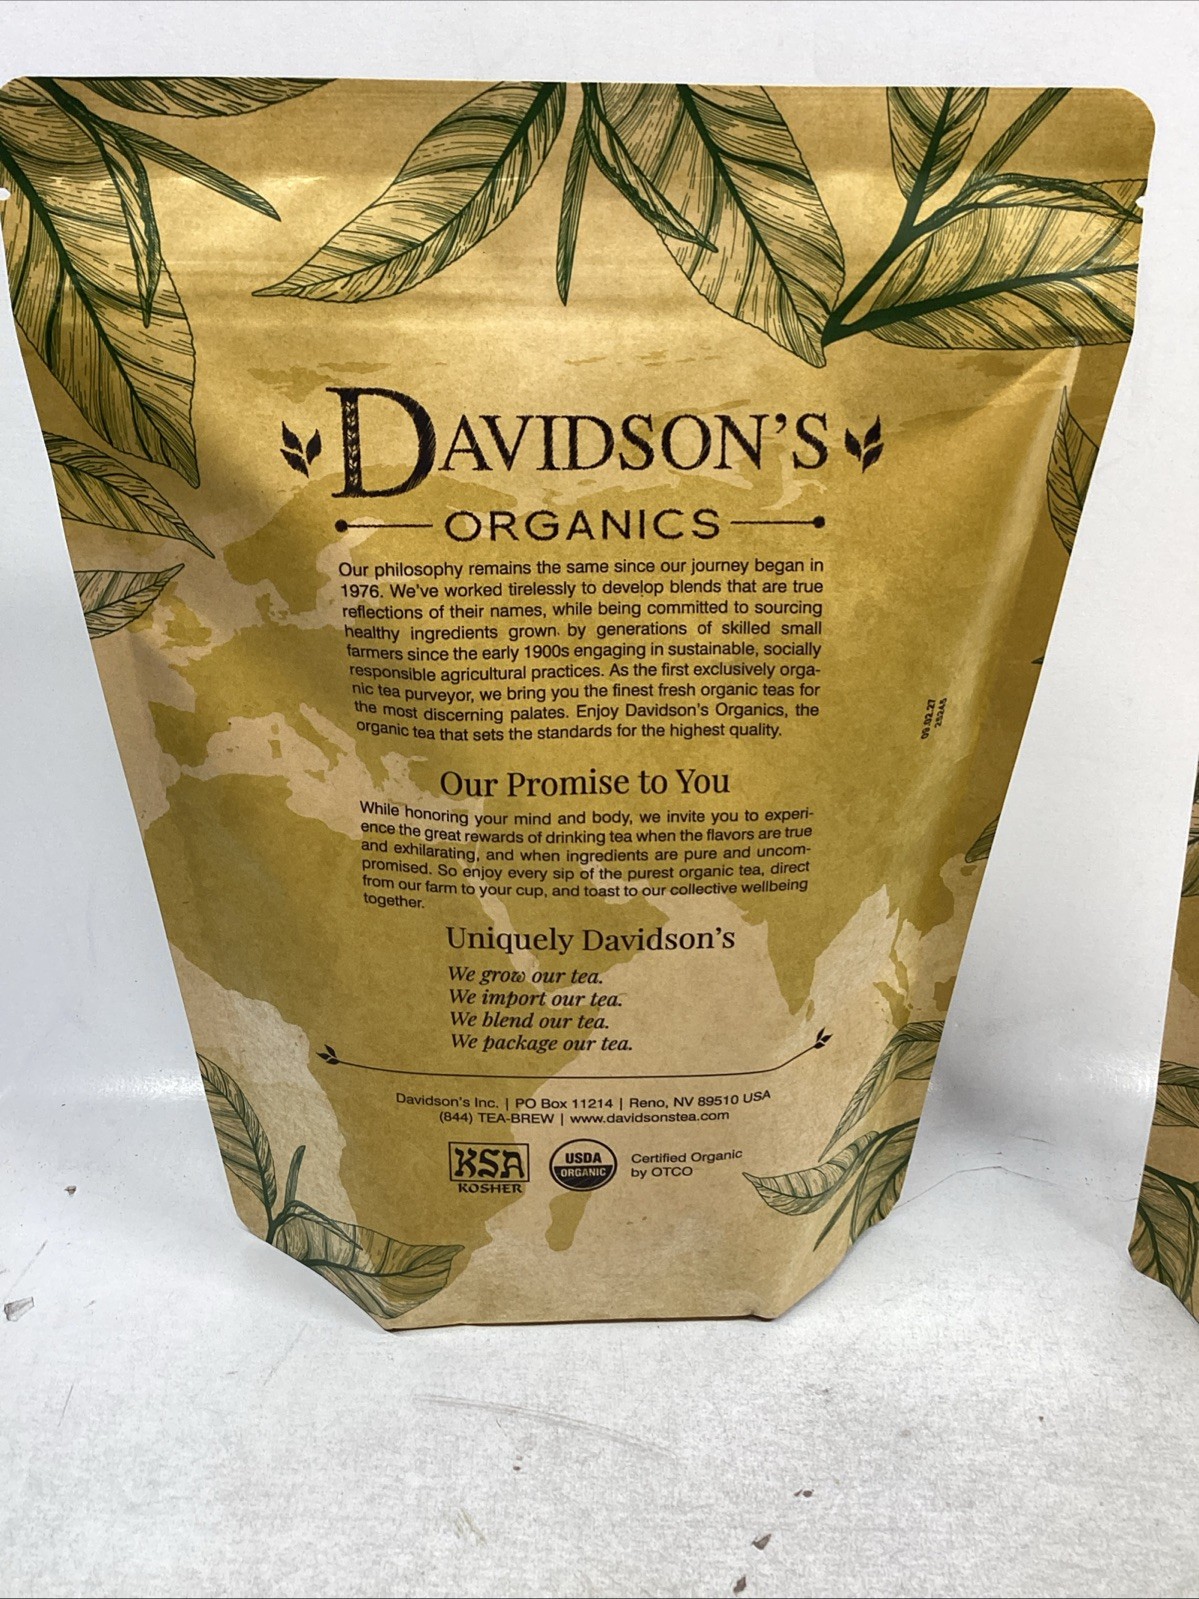 DAVIDSON'S
ORGANICS
Our philosophy remains the same since our journey began in
1976. We've worked tirelessly to develop blends that are true
reflections of their names, while being committed to sourcing
healthy ingredients grown by generations of skilled small
farmers since the early 1900s engaging in sustainable, socially
responsible agricultural practices. As the first exclusively orga-
nic tea purveyor, we bring you the finest fresh organic teas for
the most discerning palates. Enjoy Davidson's Organics, the
organic tea that sets the standards for the highest quality.
09.02.27
25245
Our Promise to You
While honoring your mind and body, we invite you to experi-
ence the great rewards of drinking tea when the flavors are true
and exhilarating, and when ingredients are pure and uncom-
promised. So enjoy every sip of the purest organic tea, direct
from our farm to your cup, and toast to our collective wellbeing
together.
Uniquely Davidson's
We grow our tea.
We import our tea.
We blend our tea.
We package our tea.
Davidson's Inc. | PO Box 11214 | Reno, NV 89510 USA
(844) TEA-BREW | www.davidsonstea.com
KSA
KOSHER
USDA
ORGANIC
Certified Organic
by OTCO